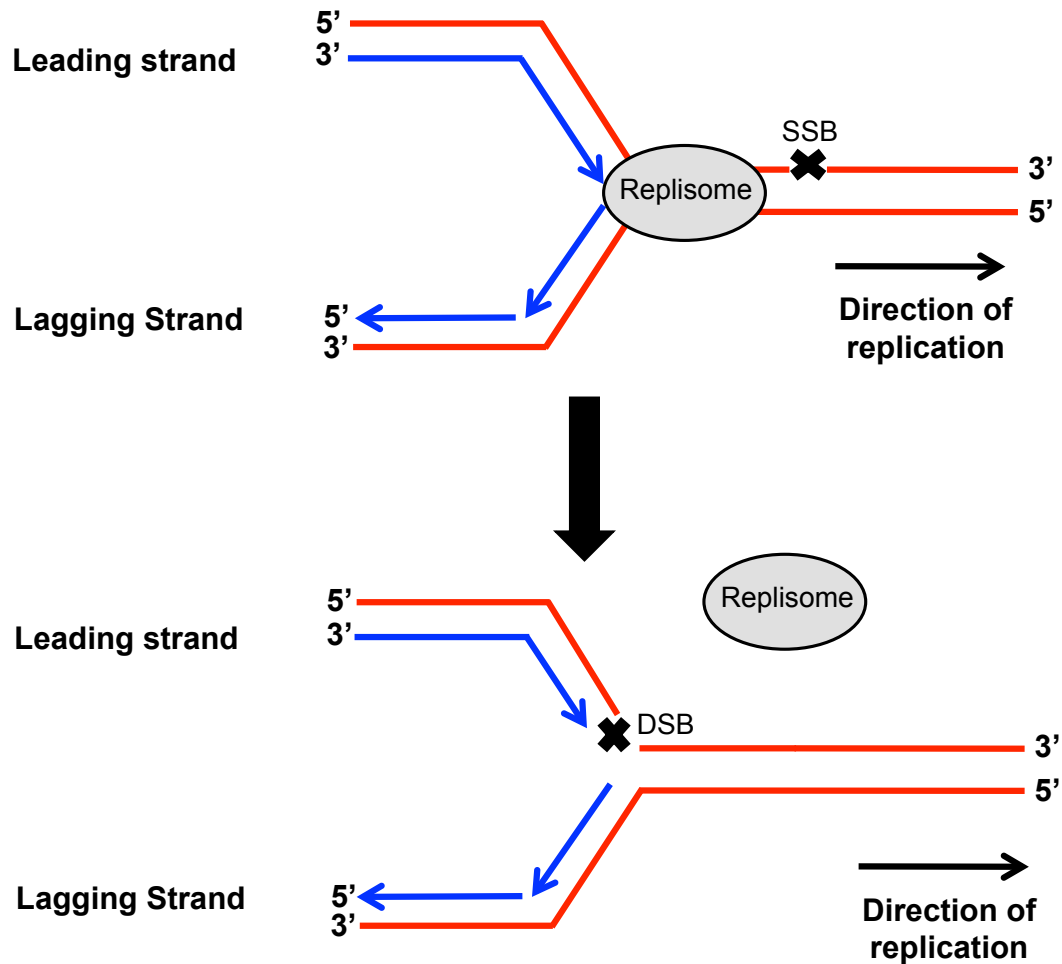 5’
Leading strand
3’
SSB
Replisome
3’
5’
Lagging Strand
5’
3’
Direction of
replication
Replisome
5’
Leading strand
3’
DSB
3’
5’
Lagging Strand
5’
3’
Direction of
replication